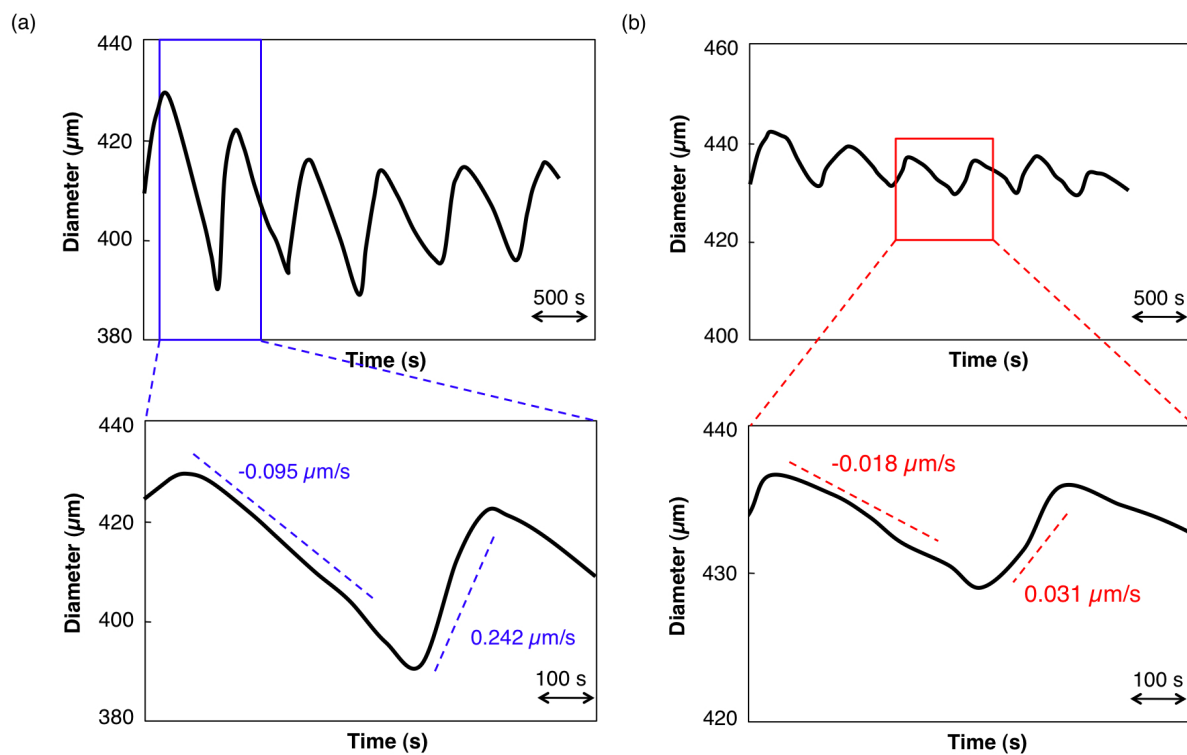 (a)
440
420
400
380
Diameter (µm)
500 s
Time (s)
440
420
400
380
Diameter (µm)
-0.095 µm/s
0.242 µm/s
100 s
Time (s)
(b)
460
440
420
400
Diameter (µm)
500 s
Time (s)
440
430
420
Diameter (µm)
-0.018 µm/s
0.031 µm/s
100 s
Time (s)